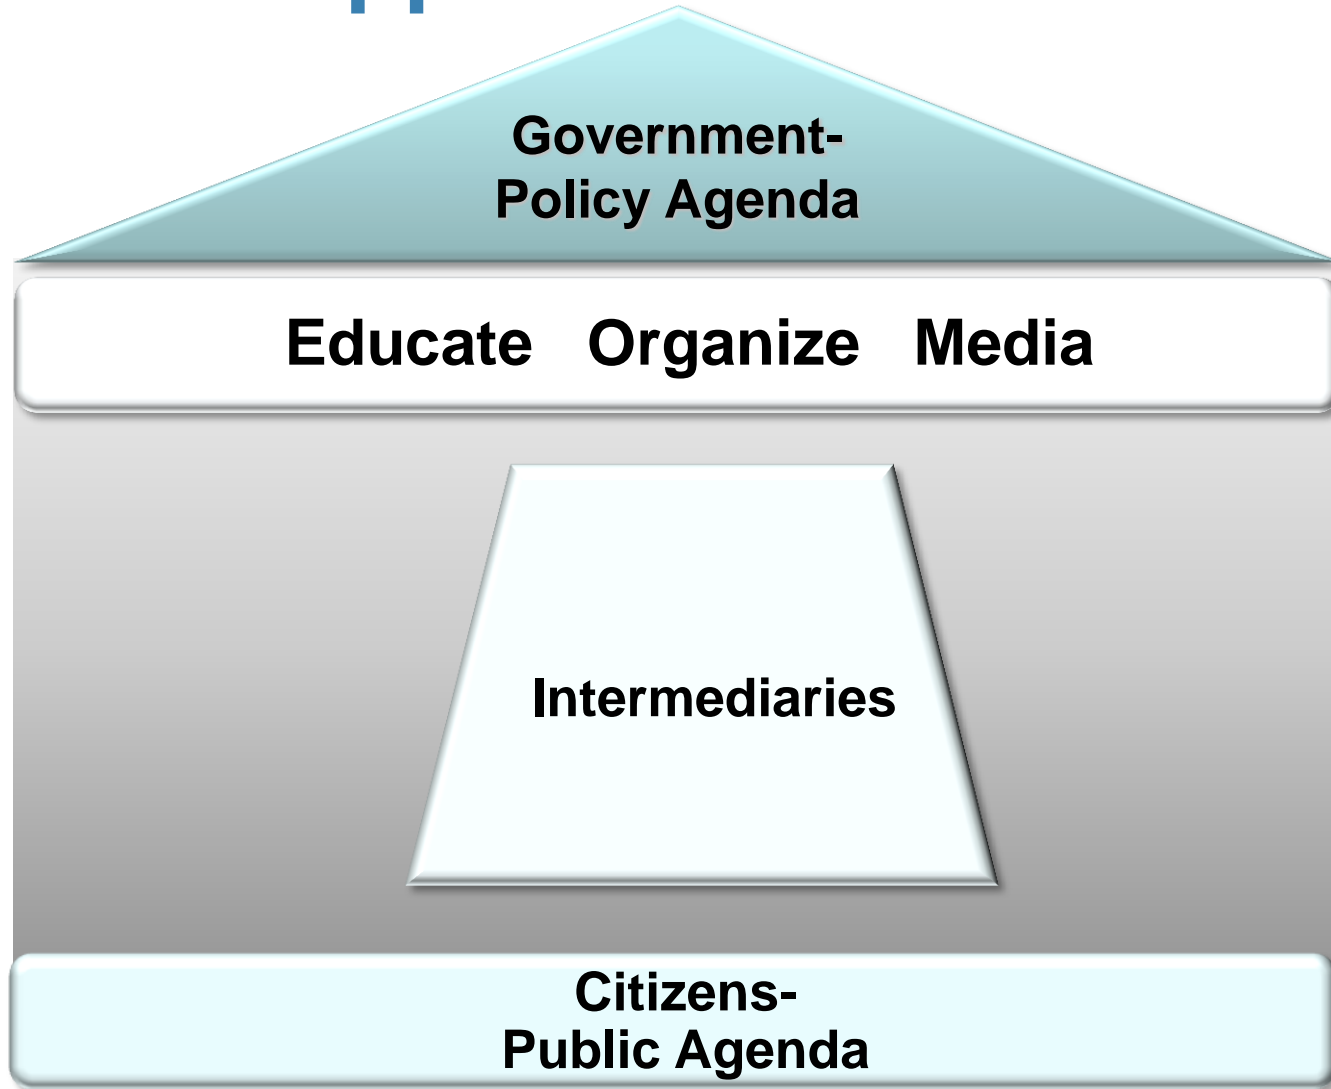 Government-
Policy Agenda
Educate Organize Media
Intermediaries
Citizens-
Public Agenda